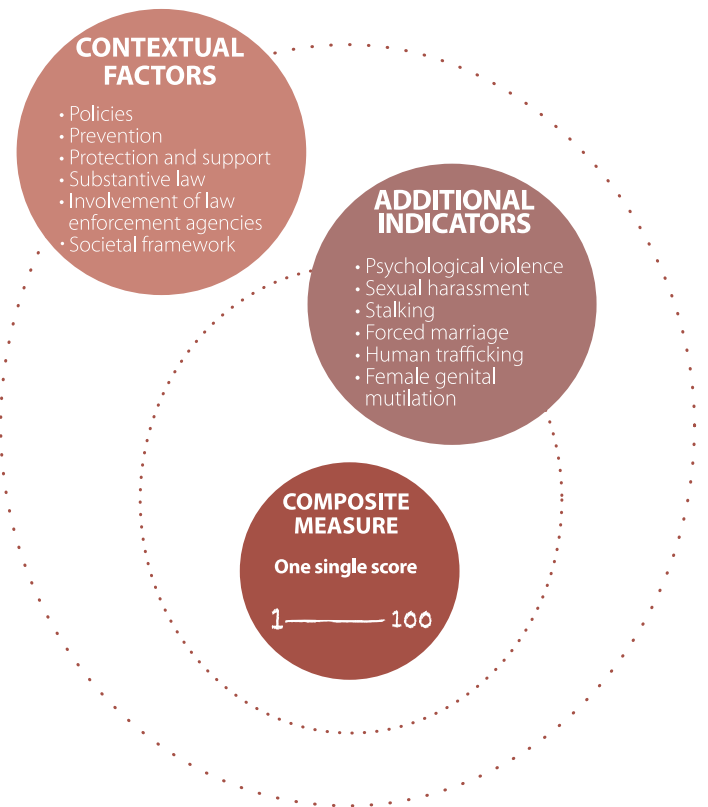 CONTEXTUAL
FACTORS
• Policies
• Prevention
• Protection and support
• Substantive law
• Involvement of law
enforcement agencies
• Societal framework
ADDITIONAL
INDICATORS
• Psychological violence
• Sexual harassment
• Stalking
• Forced marriage
• Human trafficking
• Female genital
mutilation
COMPOSITE
MEASURE
One single score
1 100